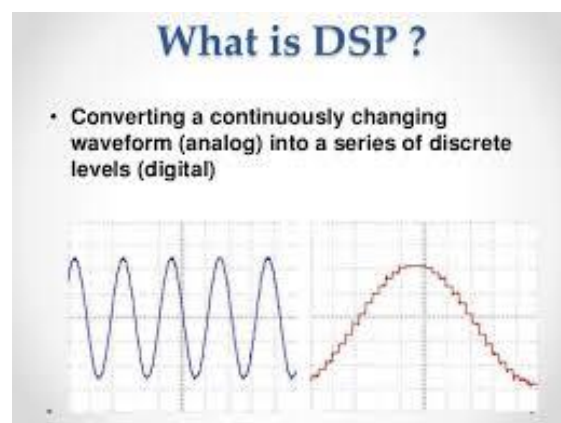 What is DSP ?
• Converting a continuously changing
waveform (analog) into a series of discrete
levels (digital)